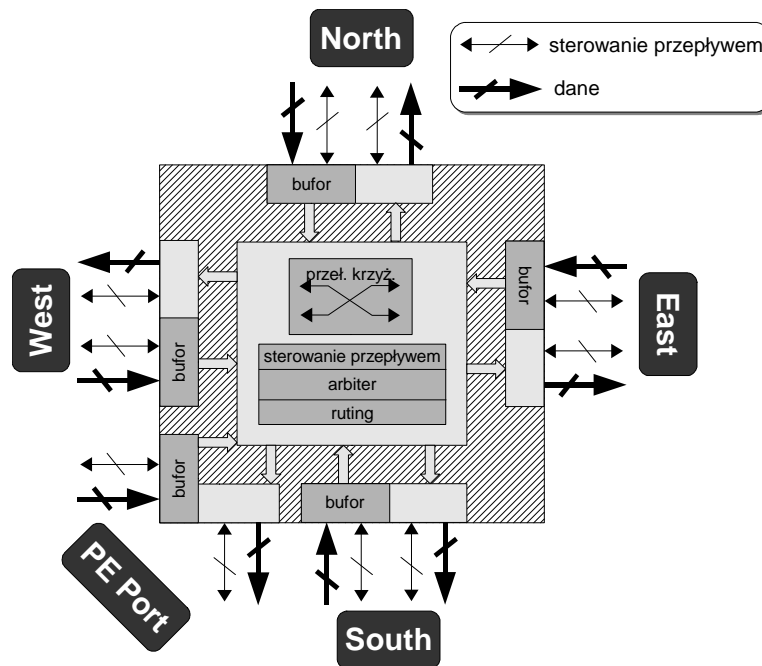 North
sterowanie przepływem
dane
bufor
przeł. krzyż.
West
bufor
East
bufor
sterowanie przepływem
arbiter
ruting
bufor
bufor
PE Port
South